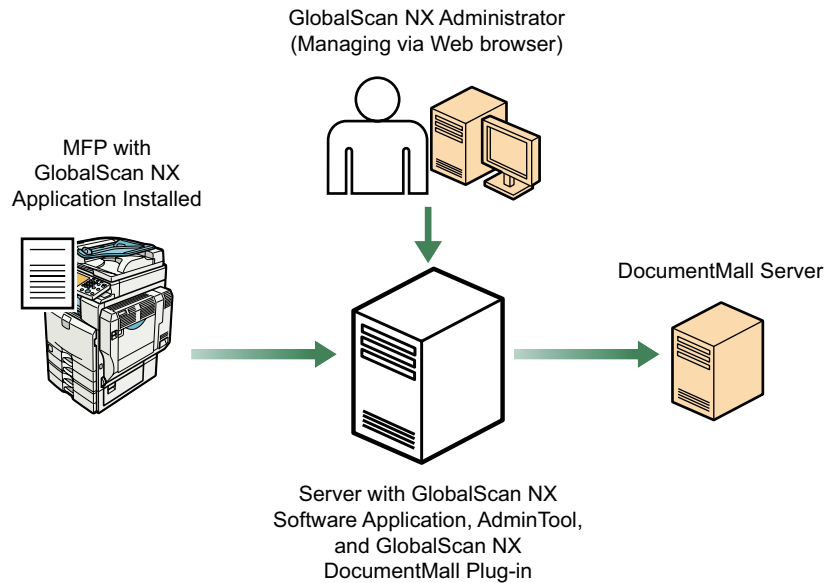 GlobalScan NX Administrator
(Managing via Web browser)
MFP with
GlobalScan NX
Application Installed
DocumentMall Server
Server with GlobalScan NX
Software Application, AdminTool,
and GlobalScan NX
DocumentMall Plug-in